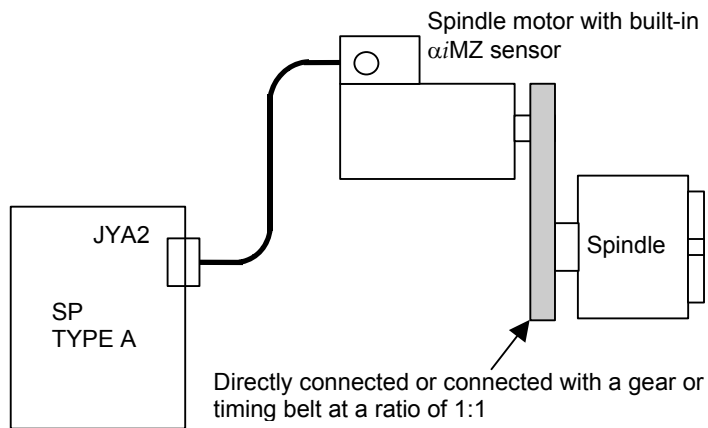 Spindle motor with built-in
αiMZ sensor
JYA2
SP
TYPE A
Spindle
Directly connected or connected with a gear or
timing belt at a ratio of 1:1